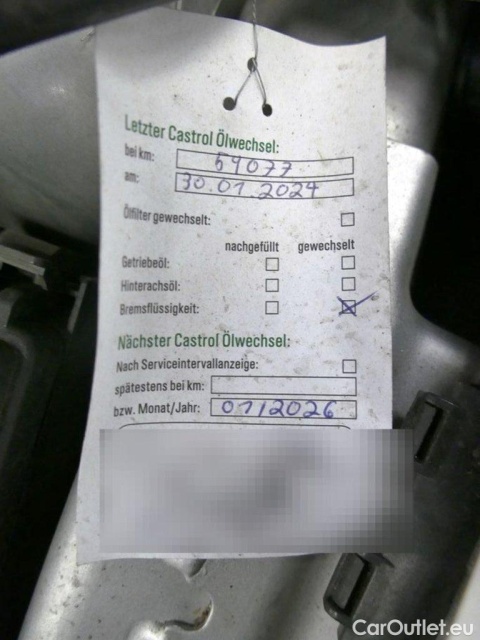 Letzter Castrol Ölwechsel:
bei km: 69077
am: 30.01.2024
Ölfilter gewechselt:
nachgefüllt gewechselt
Getriebeöl:
Hinterachsöl:
Bremsflüssigkeit:
Nächster Castrol Ölwechsel:
Nach Serviceintervallanzeige:
spätestens bei km:
bzw. Monat/Jahr: 01/2026
CarOutlet.eu